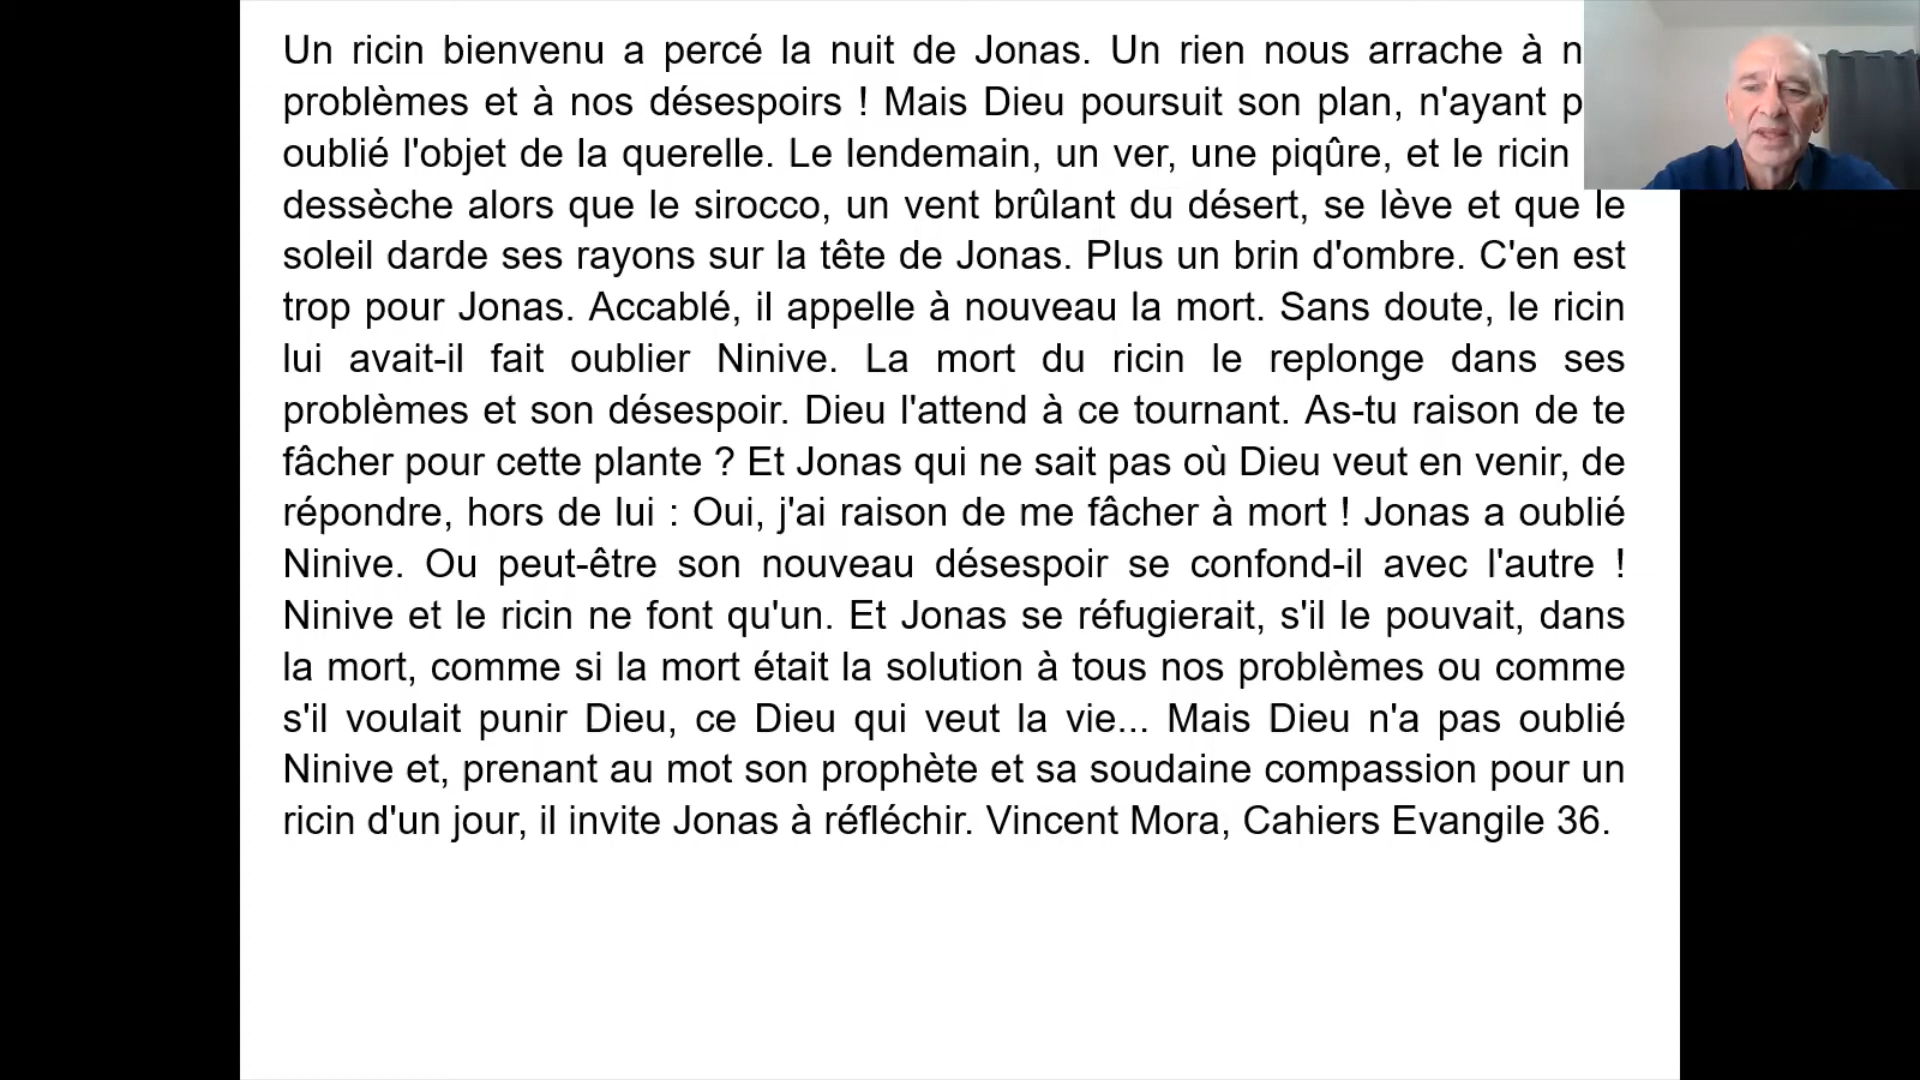 Un ricin bienvenu a percé la nuit de Jonas. Un rien nous arrache à
problèmes et à nos désespoirs ! Mais Dieu poursuit son plan, n'ayant
oublié l'objet de la querelle. Le lendemain, un ver, une piqûre, et le ricin
dessèche alors que le sirocco, un vent brûlant du désert, se lève et que le
soleil darde ses rayons sur la tête de Jonas. Plus un brin d'ombre. C'en est
trop pour Jonas. Accablé, il appelle à nouveau la mort. Sans doute, le ricin
lui avait-il fait oublier Ninive. La mort du ricin le replonge dans ses
problèmes et son désespoir. Dieu l'attend à ce tournant. As-tu raison de te
fâcher pour cette plante ? Et Jonas qui ne sait pas où Dieu veut en venir, de
répondre, hors de lui : Oui, j'ai raison de me fâcher à mort ! Jonas a oublié
Ninive. Ou peut-être son nouveau désespoir se confond-il avec l'autre !
Ninive et le ricin ne font qu'un. Et Jonas se réfugierait, s'il le pouvait, dans
la mort, comme si la mort était la solution à tous nos problèmes ou comme
s'il voulait punir Dieu, ce Dieu qui veut la vie... Mais Dieu n'a pas oublié
Ninive et, prenant au mot son prophète et sa soudaine compassion pour un
ricin d'un jour, il invite Jonas à réfléchir. Vincent Mora, Cahiers Evangile 36.